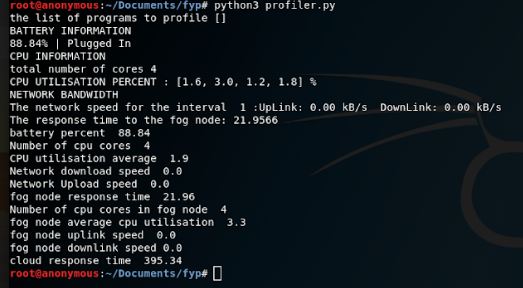 root@anonymous:~/Documents/fyp# python3 profiler.py
the list of programs to profile []
BATTERY INFORMATION
88.84% | Plugged In
CPU INFORMATION
total number of cores 4
CPU UTILISATION PERCENT : [1.6, 3.0, 1.2, 1.8] %
NETWORK BANDWIDTH
The network speed for the interval  1 :UpLink: 0.00 kB/s  DownLink: 0.00 kB/s
The response time to the fog node: 21.9566
battery percent  88.84
Number of cpu cores  4
CPU utilisation average  1.9
Network download speed  0.0
Network Upload speed  0.0
fog node response time  21.96
Number of cpu cores in fog node  4
fog node average cpu utilisation  3.3
fog node uplink speed  0.0
fog node downlink speed 0.0
cloud response time  395.34
root@anonymous:~/Documents/fyp#